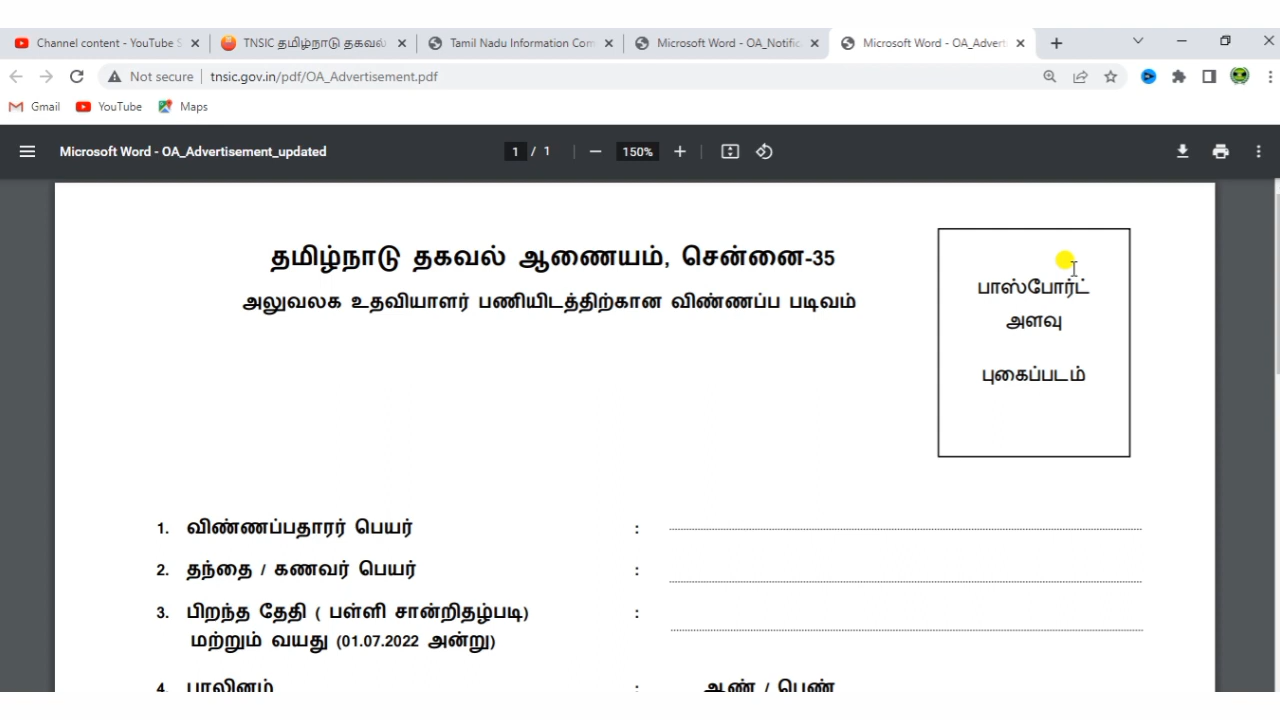 Channel content - YouTube S
TNSIC தமிழ்நாடு தகவல்
Tamil Nadu Information Com
Microsoft Word - OA_Notific
Microsoft Word - OA_Advert
Not secure
tnsic.gov.in/pdf/OA_Advertisement.pdf
Gmail
YouTube
Maps
Microsoft Word - OA_Advertisement_updated
1 / 1
150%
தமிழ்நாடு தகவல் ஆணையம், சென்னை-35
அலுவலக உதவியாளர் பணியிடத்திற்கான விண்ணப்ப படிவம்
பாஸ்போர்ட்
அளவு
புகைப்படம்
1. விண்ணப்பதாரர் பெயர் :
2. தந்தை / கணவர் பெயர் :
3. பிறந்த தேதி ( பள்ளி சான்றிதழ்படி) :
மற்றும் வயது (01.07.2022 அன்று)
4. பாலினம் : ஆண் / பெண்